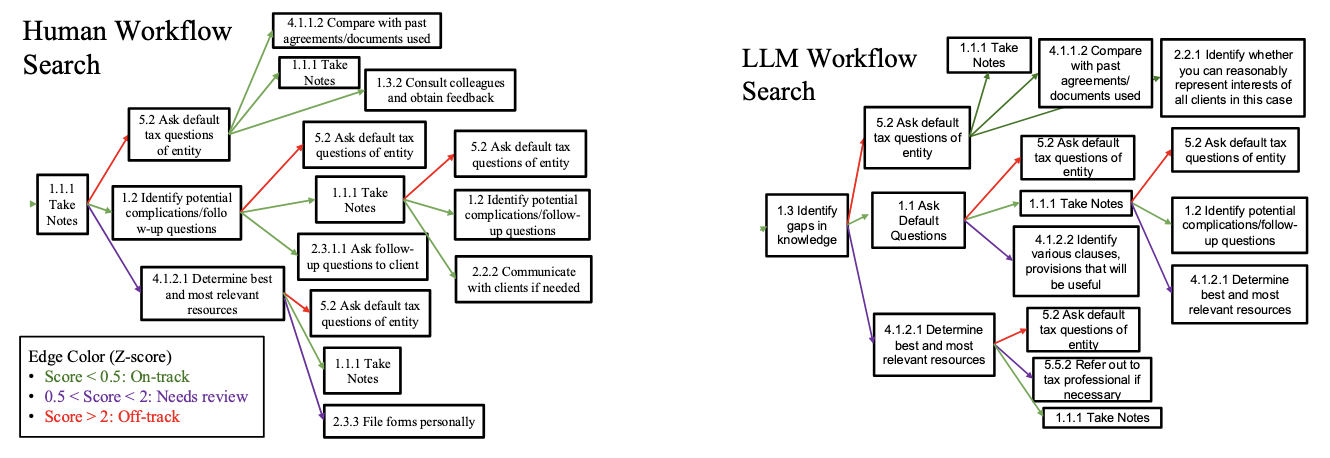 Human Workflow
Search
4.1.1.2 Compare with past
agreements/documents used
1.1.1 Take
Notes
1.3.2 Consult colleagues
and obtain feedback
5.2 Ask default
tax questions
of entity
5.2 Ask default tax
questions of entity
5.2 Ask default tax
questions of entity
1.1.1
Take
Notes
1.2 Identify potential
complications/follo
w-up questions
1.1.1 Take
Notes
1.2 Identify potential
complications/follow-
up questions
2.3.1.1 Ask follow-
up questions to client
2.2.2 Communicate
with clients if needed
4.1.2.1 Determine best
and most relevant
resources
5.2 Ask default tax
questions of entity
1.1.1 Take
Notes
2.3.3 File forms personally
Edge Color (Z-score)
• Score < 0.5: On-track
• 0.5 < Score < 2: Needs review
• Score > 2: Off-track
LLM Workflow
Search
1.1.1 Take
Notes
4.1.1.2 Compare
with past
agreements/
documents used
2.2.1 Identify whether
you can reasonably
represent interests of
all clients in this case
5.2 Ask default
tax questions of
entity
5.2 Ask default
tax questions of
entity
5.2 Ask default
tax questions of entity
1.3 Identify
gaps in
knowledge
1.1 Ask
Default
Questions
1.1.1 Take Notes
1.2 Identify potential
complications/follow-
up questions
4.1.2.2 Identify
various clauses,
provisions that will
be useful
4.1.2.1 Determine
best and most
relevant resources
4.1.2.1 Determine
best and most
relevant resources
5.2 Ask default
tax questions of
entity
5.5.2 Refer out to
tax professional if
necessary
1.1.1 Take Notes